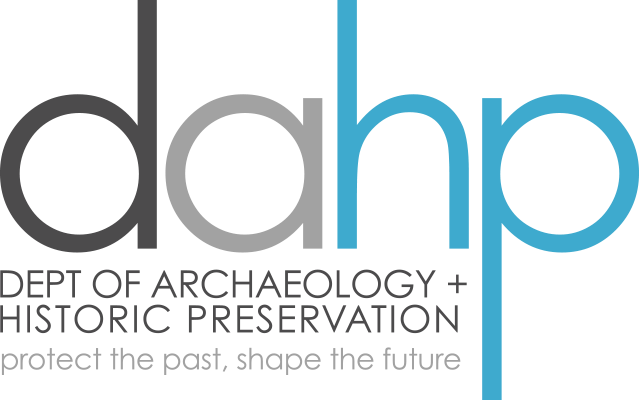 dahp
DEPT OF ARCHAEOLOGY +
HISTORIC PRESERVATION
protect the past, shape the future